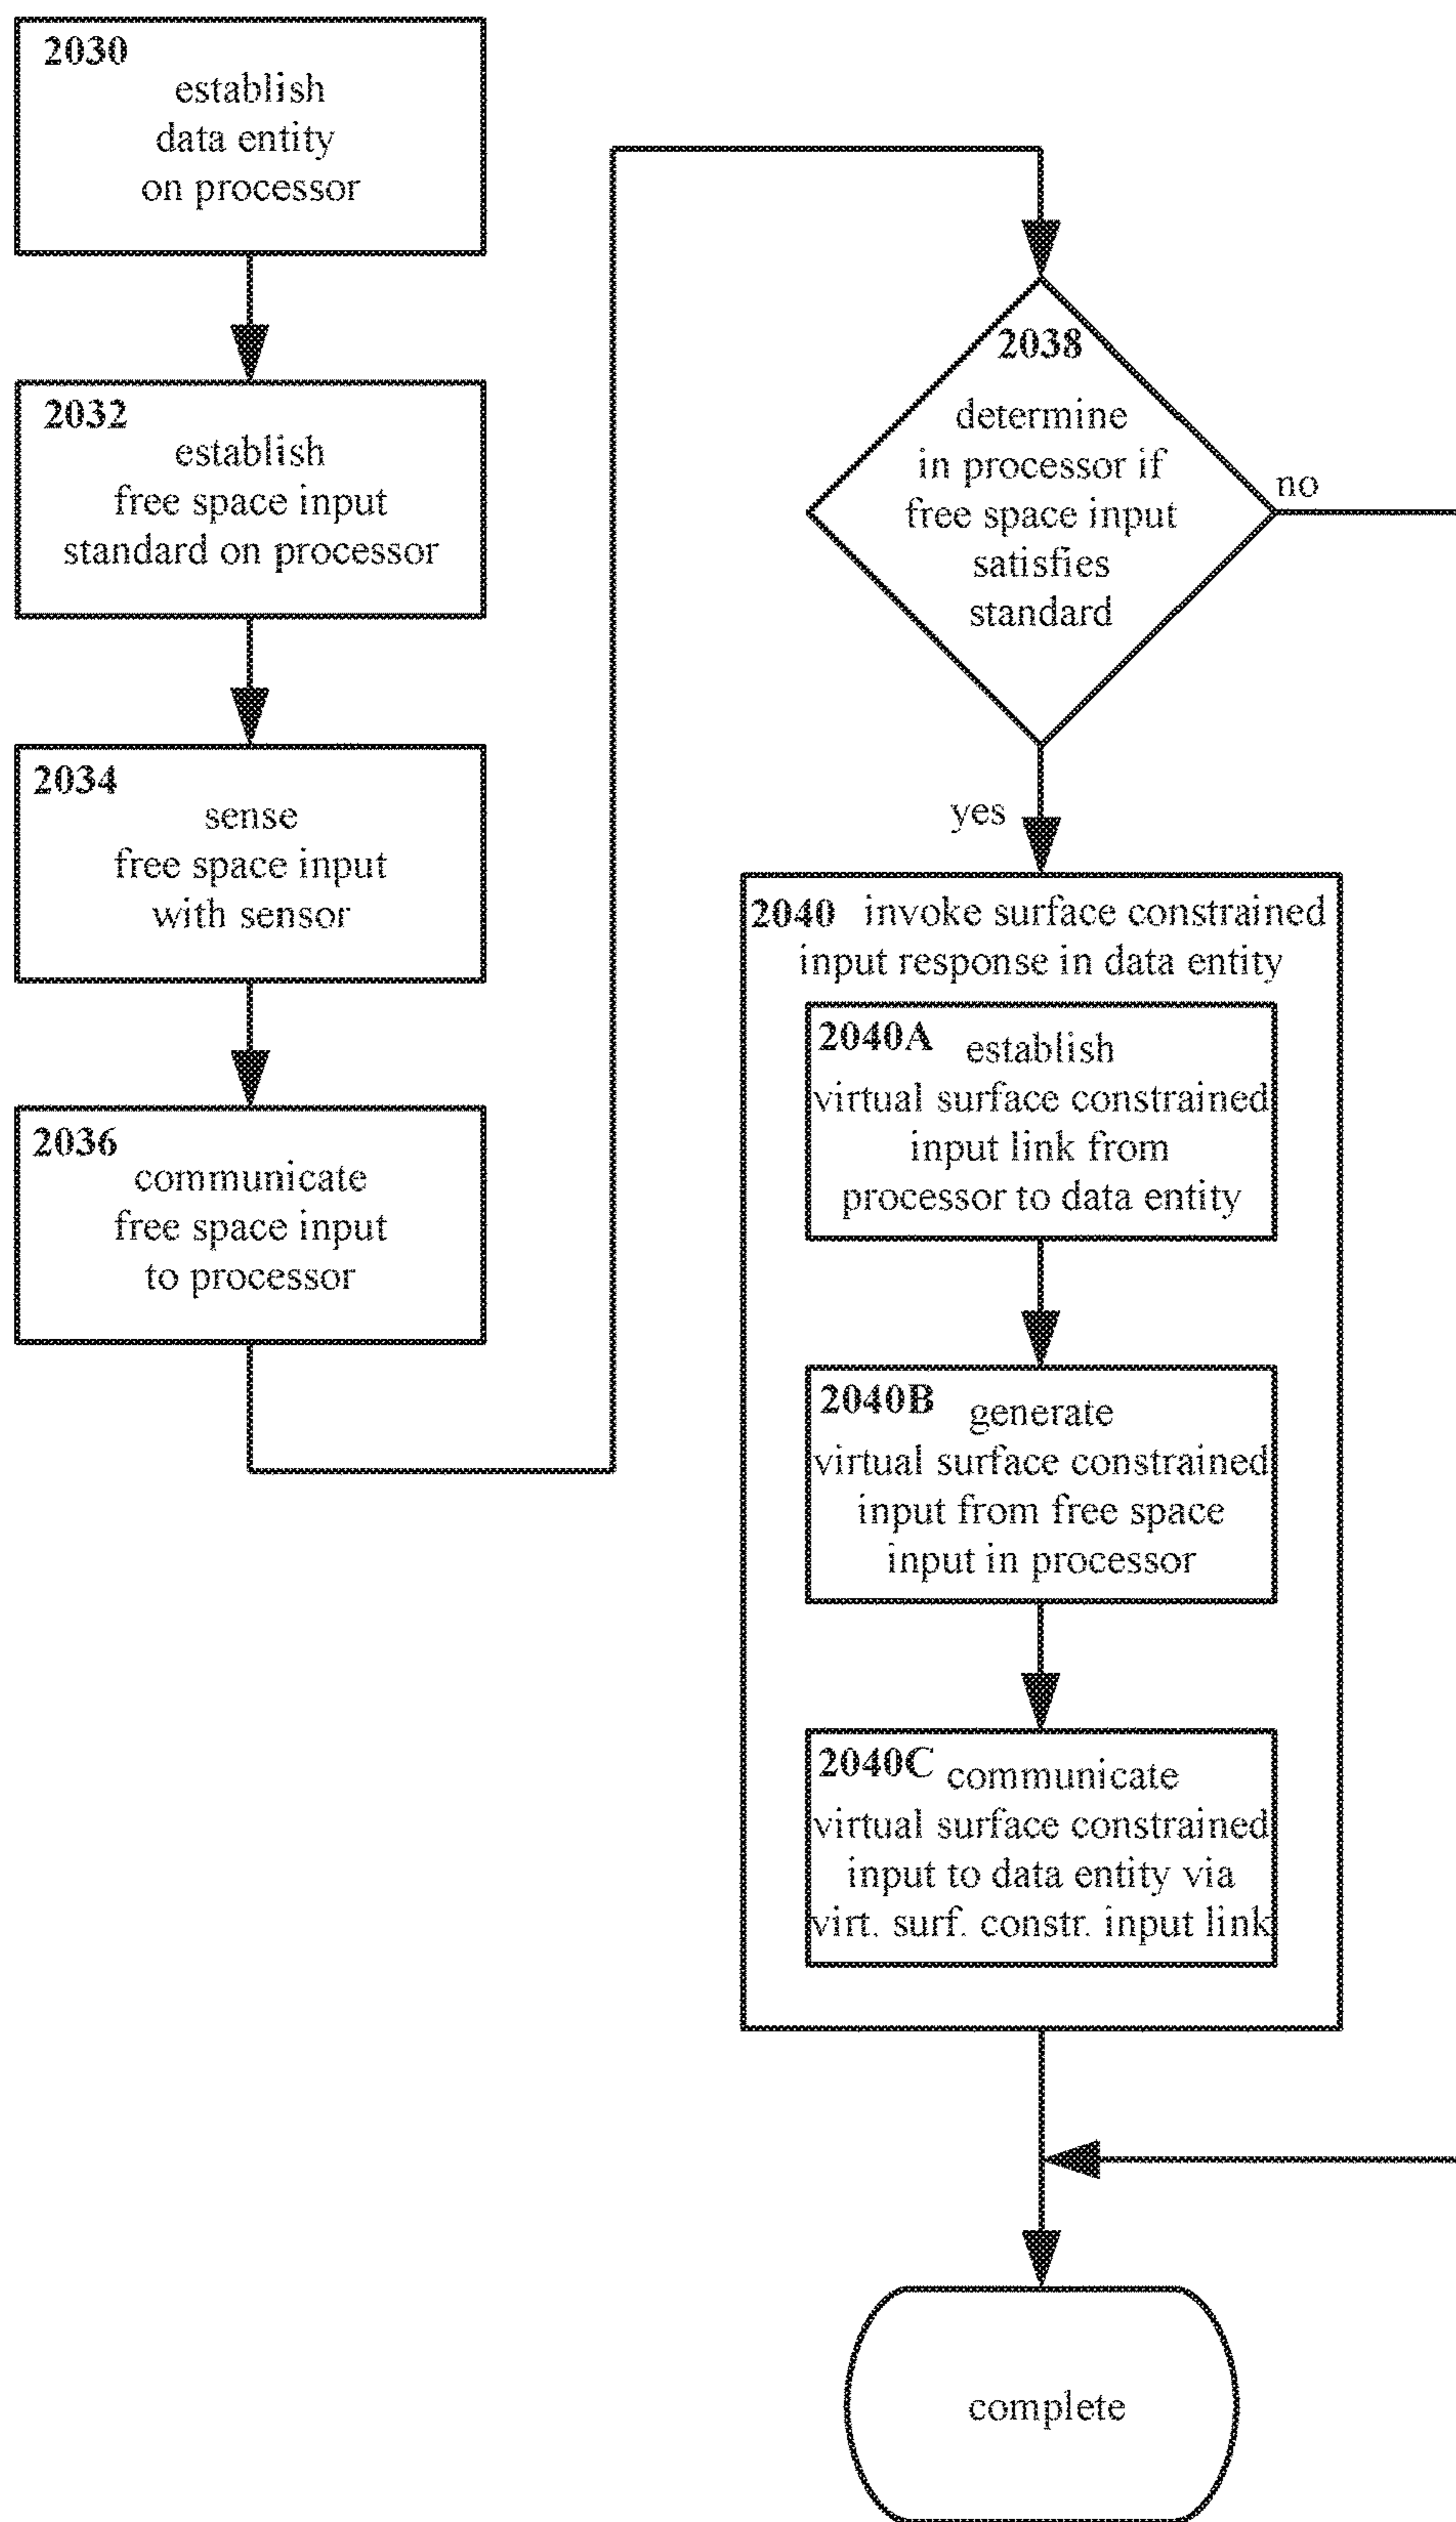 2030
establish
data entity
on processor
2032
establish
free space input
standard on processor
2034
sense
free space input
with sensor
2036
communicate
free space input
to processor
2038
determine
in processor if
free space input
satisfies
standard
no
yes
2040 invoke surface constrained
input response in data entity
2040A establish
virtual surface constrained
input link from
processor to data entity
2040B generate
virtual surface constrained
input from free space
input in processor
2040C communicate
virtual surface constrained
input to data entity via
virt. surf. constr. input link
complete